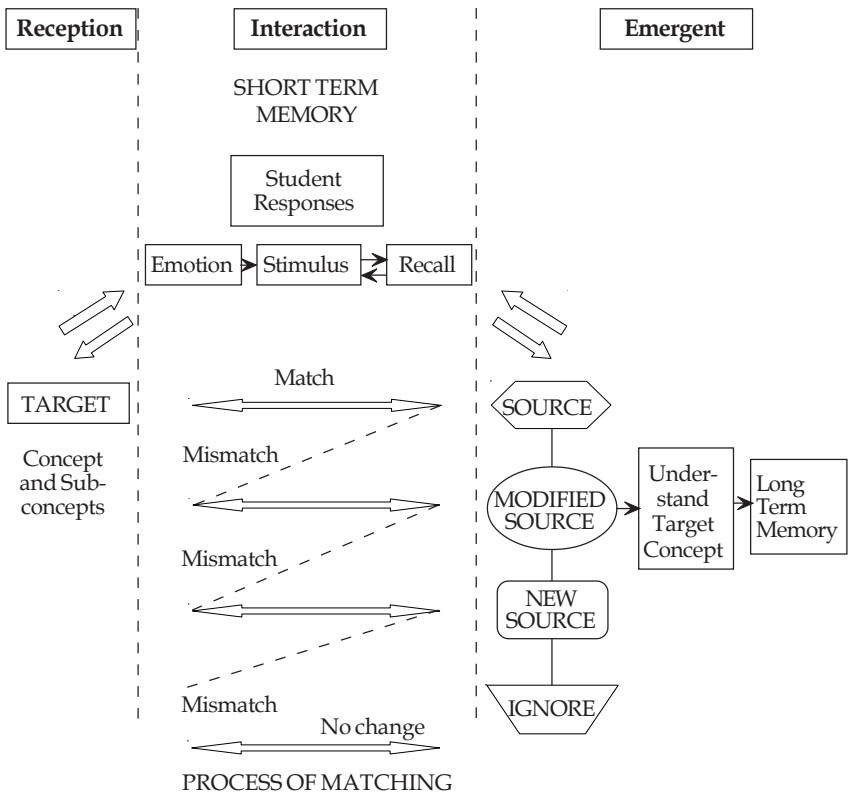 Reception
Interaction
Emergent
SHORT TERM
MEMORY
Student
Responses
Emotion
Stimulus
Recall
Match
TARGET
SOURCE
Concept
and Sub-
concepts
Mismatch
MODIFIED
SOURCE
Under-
stand
Target
Concept
Long
Term
Memory
Mismatch
NEW
SOURCE
Mismatch
IGNORE
No change
PROCESS OF MATCHING